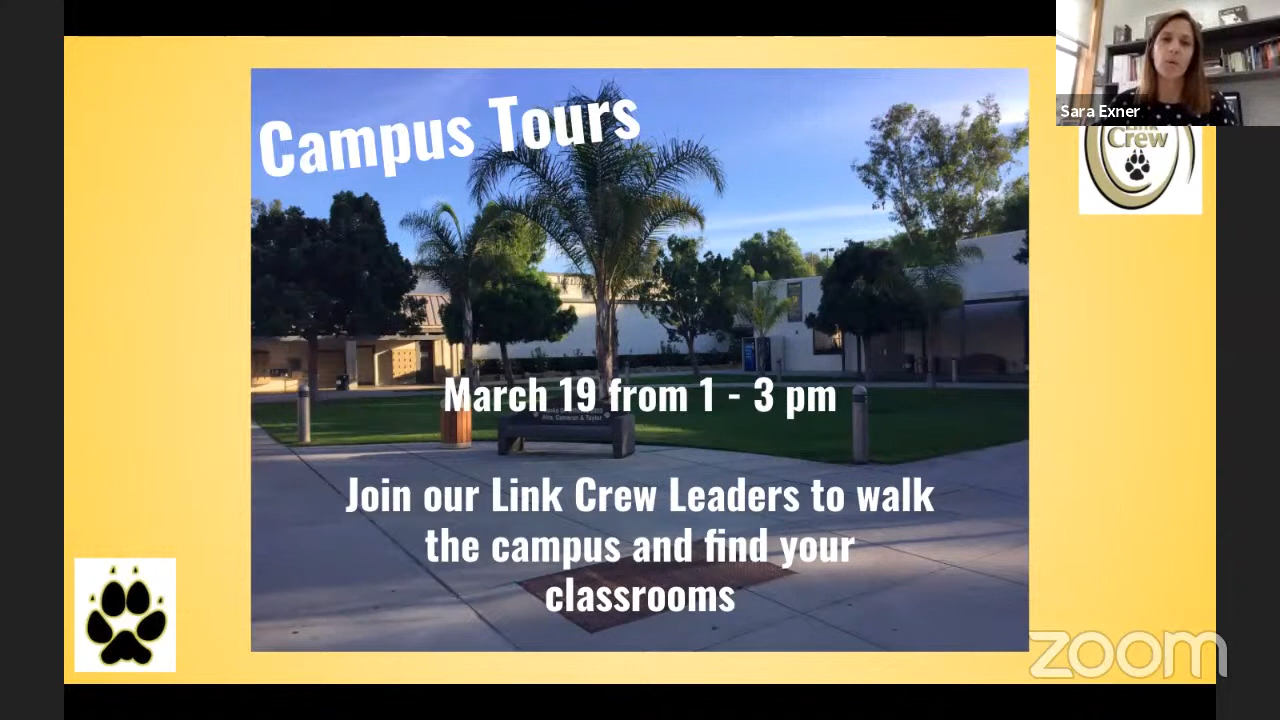 Campus Tours
Sara Exner
Link
Crew
March 19 from 1 - 3 pm
Join our Link Crew Leaders to walk
the campus and find your
classrooms
zoom